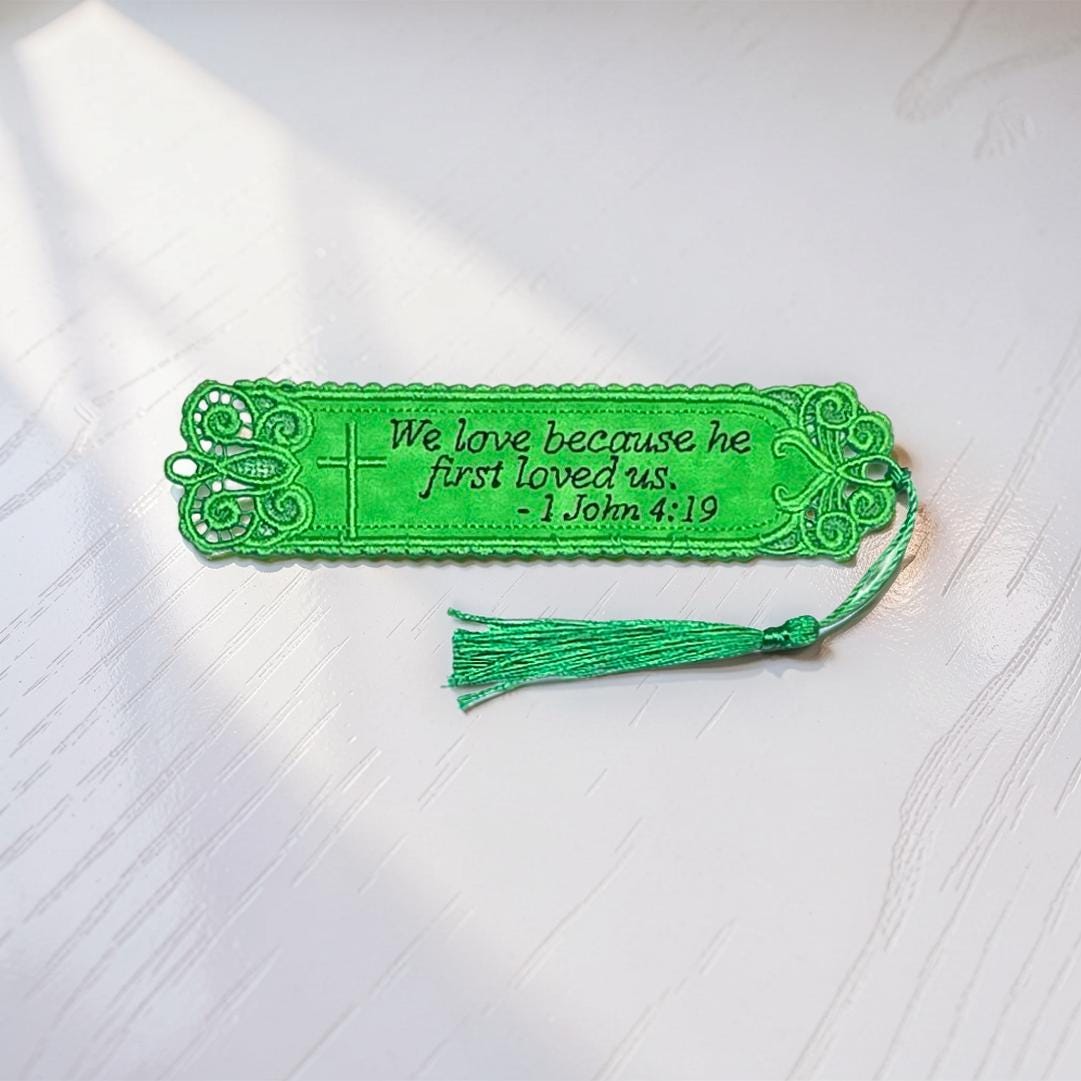 We love because he
first loved us.
- 1 John 4:19